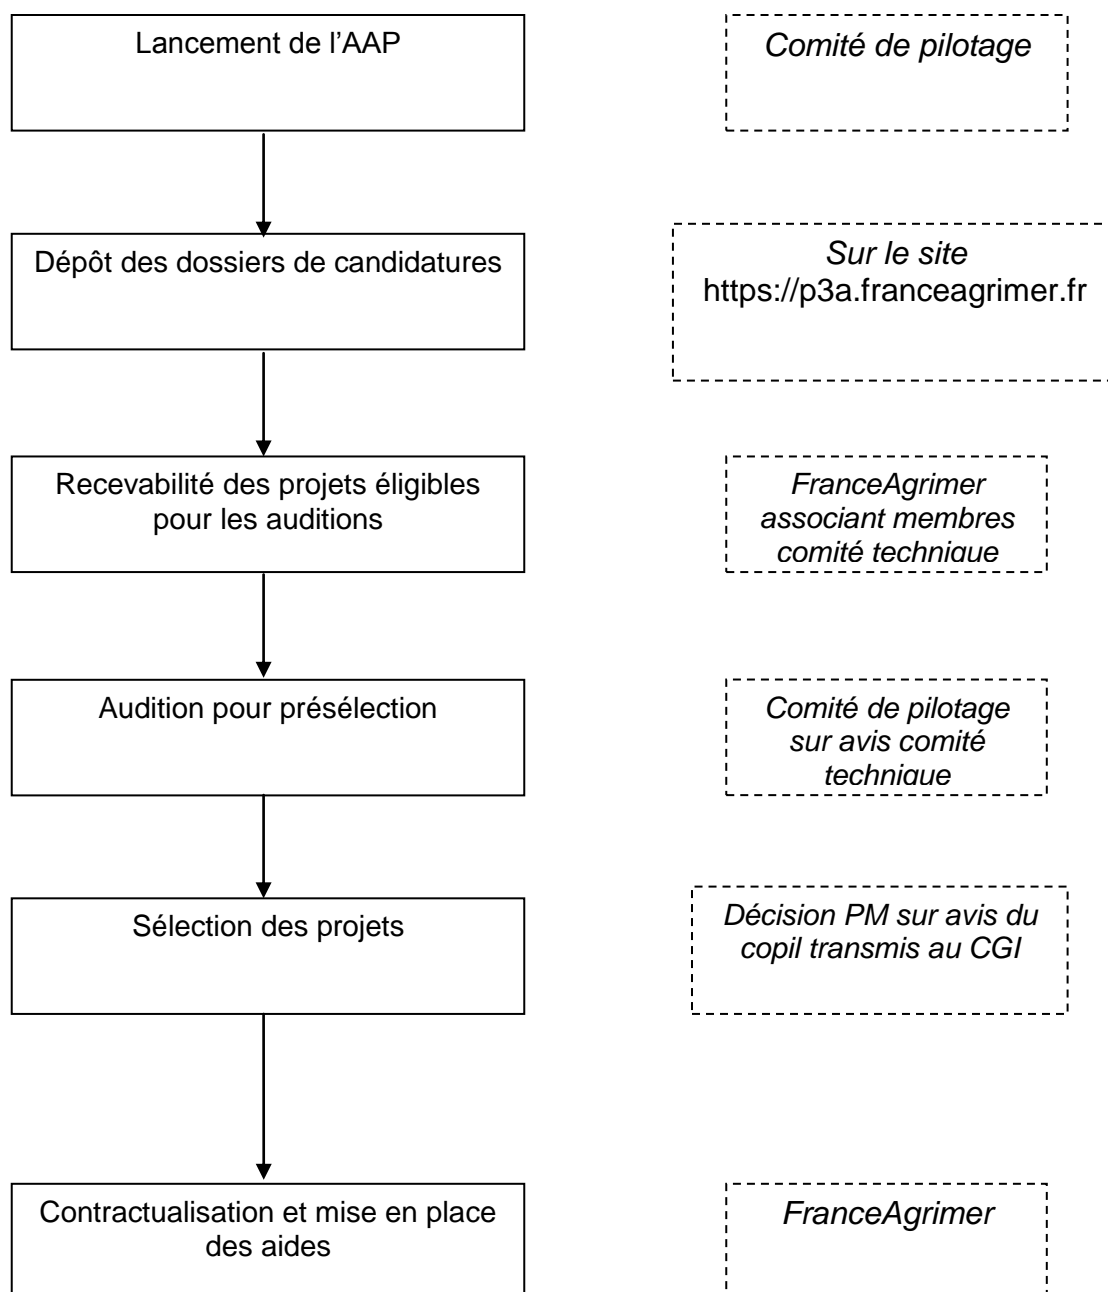 Lancement de l'AAP
Comité de pilotage
Dépôt des dossiers de candidatures
Sur le site
https://p3a.franceagrimer.fr
Recevabilité des projets éligibles
pour les auditions
FranceAgrimer
associant membres
comité technique
Audition pour présélection
Comité de pilotage
sur avis comité
technique
Sélection des projets
Décision PM sur avis du
copil transmis au CGI
Contractualisation et mise en place
des aides
FranceAgrimer